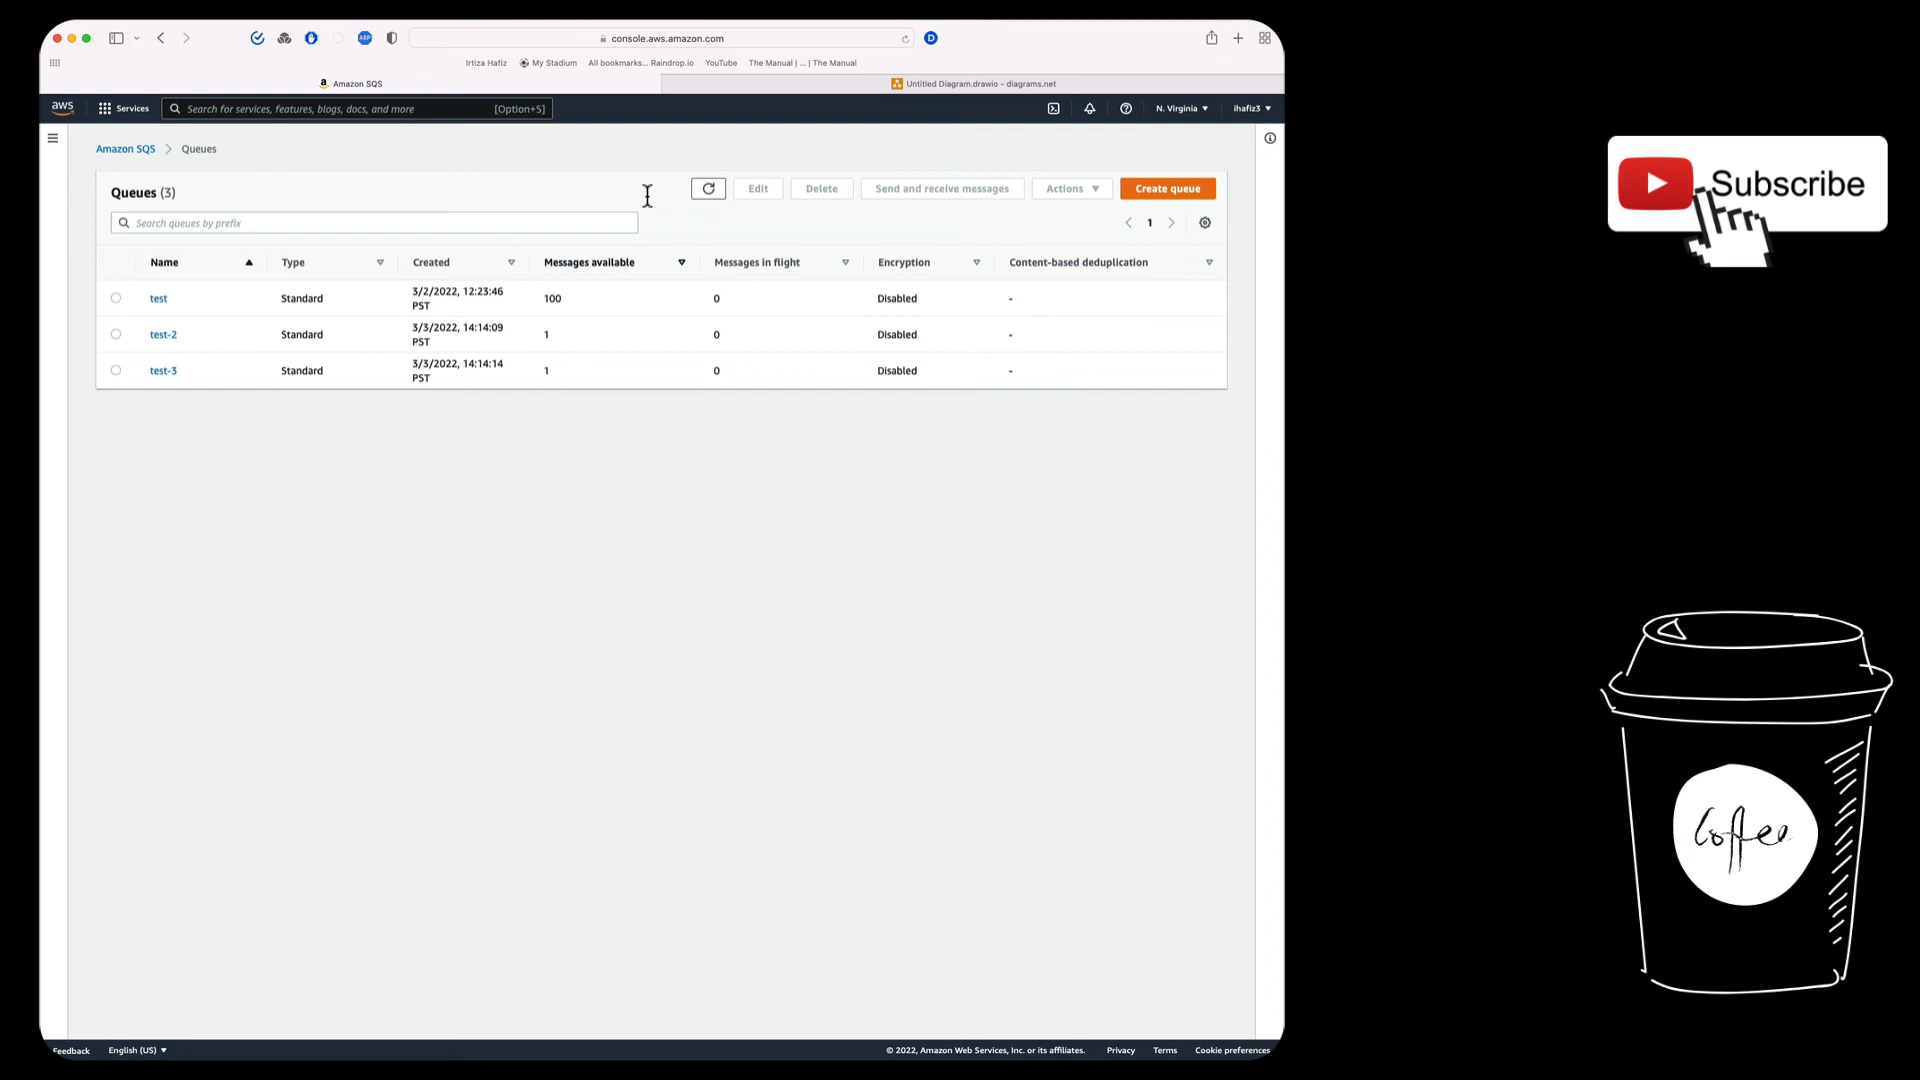 console.aws.amazon.com
D
ABP
Irtiza Hafiz My Stadium All bookmarks... Raindrop.io YouTube The Manual | ... | The Manual
a Amazon SQS
Untitled Diagram.drawio - diagrams.net
aws Services Search for services, features, blogs, docs, and more [Option+S] N. Virginia ihafiz3
Amazon SQS Queues
Queues (3)
Edit Delete Send and receive messages Actions Create queue
Search queues by prefix
1
Name Type Created Messages available Messages in flight Encryption Content-based deduplication
test Standard 3/2/2022, 12:23:46 PST 100 0 Disabled -
test-2 Standard 3/3/2022, 14:14:09 PST 1 0 Disabled -
test-3 Standard 3/3/2022, 14:14:14 PST 1 0 Disabled -
Feedback English (US) © 2022, Amazon Web Services, Inc. or its affiliates. Privacy Terms Cookie preferences
Subscribe
Coffee